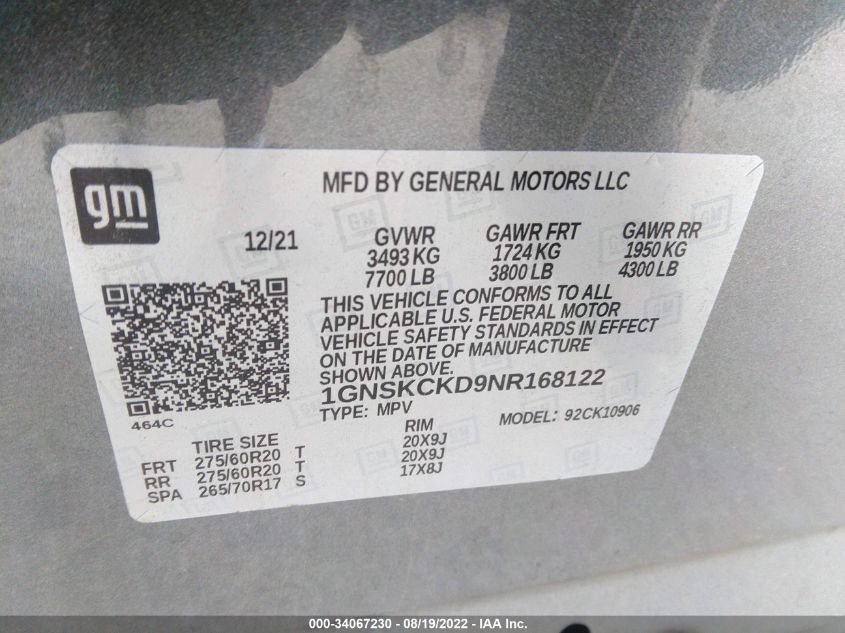 gm
MFD BY GENERAL MOTORS LLC
12/21 GVWR GAWR FRT GAWR RR
3493 KG 1724 KG 1950 KG
7700 LB 3800 LB 4300 LB
THIS VEHICLE CONFORMS TO ALL
APPLICABLE U.S. FEDERAL MOTOR
VEHICLE SAFETY STANDARDS IN EFFECT
ON THE DATE OF MANUFACTURE
SHOWN ABOVE.
1GNSKCKD9NR168122
464C TYPE: MPV MODEL: 92CK10906
TIRE SIZE RIM
FRT 275/60R20 T 20X9J
RR 275/60R20 T 20X9J
SPA 265/70R17 S 17X8J
000-34067230 - 08/19/2022 - IAA Inc.